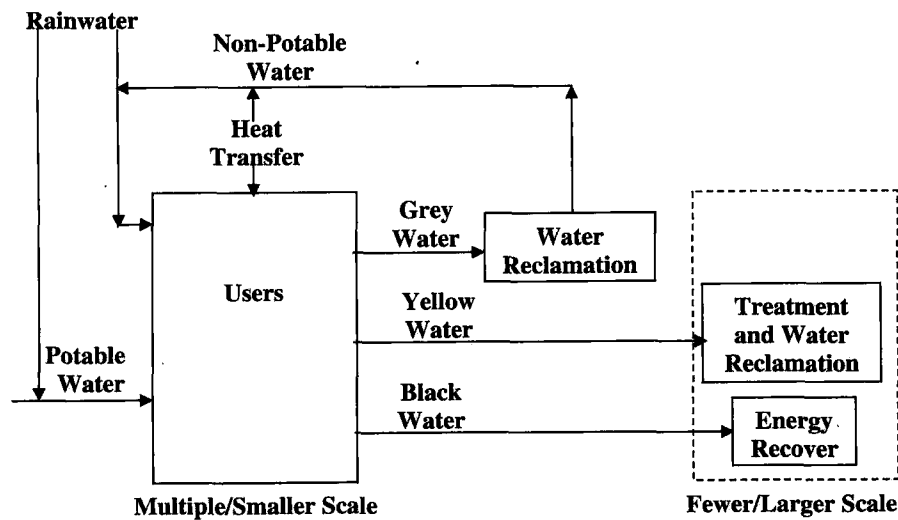 Rainwater
Non-Potable
Water
Heat
Transfer
Grey
Water
Water
Reclamation
Users
Yellow
Water
Treatment
and Water
Reclamation
Potable
Water
Black
Water
Energy
Recover
Multiple/Smaller Scale
Fewer/Larger Scale